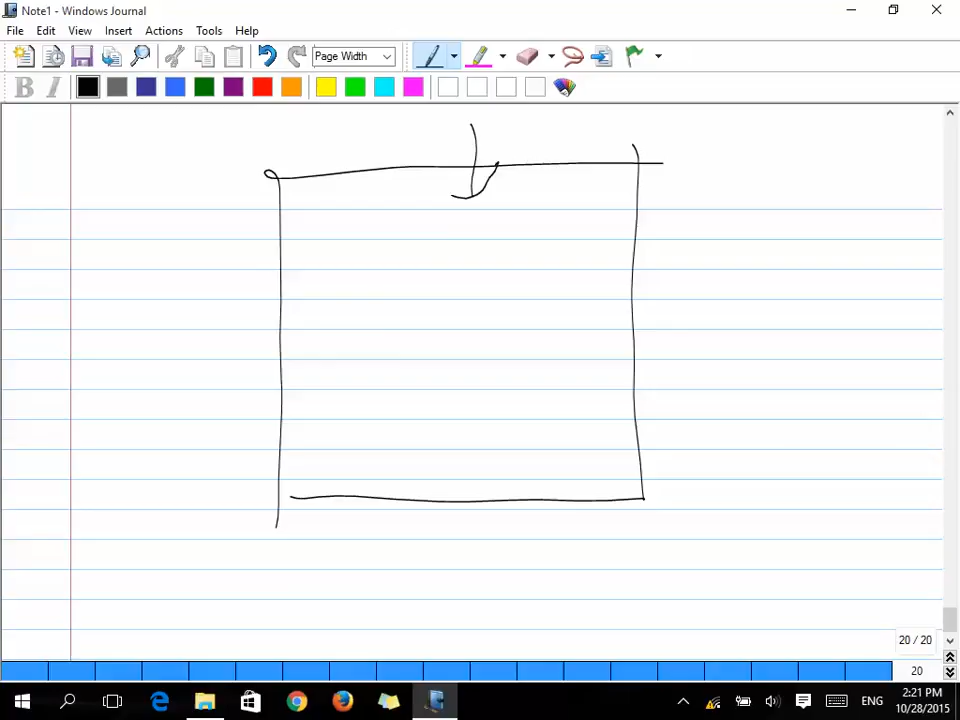 Note1 - Windows Journal
File Edit View Insert Actions Tools Help
Page Width
B I
20 / 20
20
ENG
2:21 PM
10/28/2015